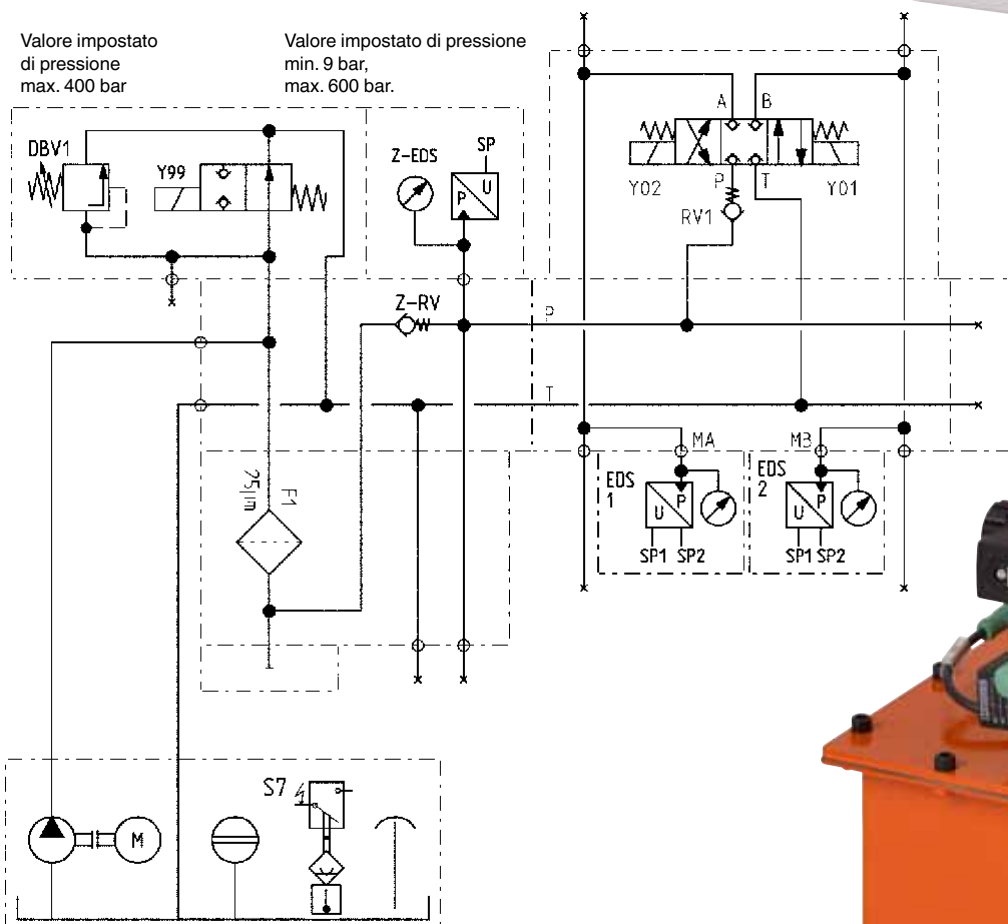 Valore impostato
di pressione
max. 400 bar
Valore impostato di pressione
min. 9 bar,
max. 600 bar.
A B
DBV1
Y99
Z-EDS
SP
P U
Y02 P T Y01
RV1
Z-RV
P
T
MA
MB
EDS
1
U P
SP1 SP2
EDS
2
U P
SP1 SP2
F1
25µm
S7
M